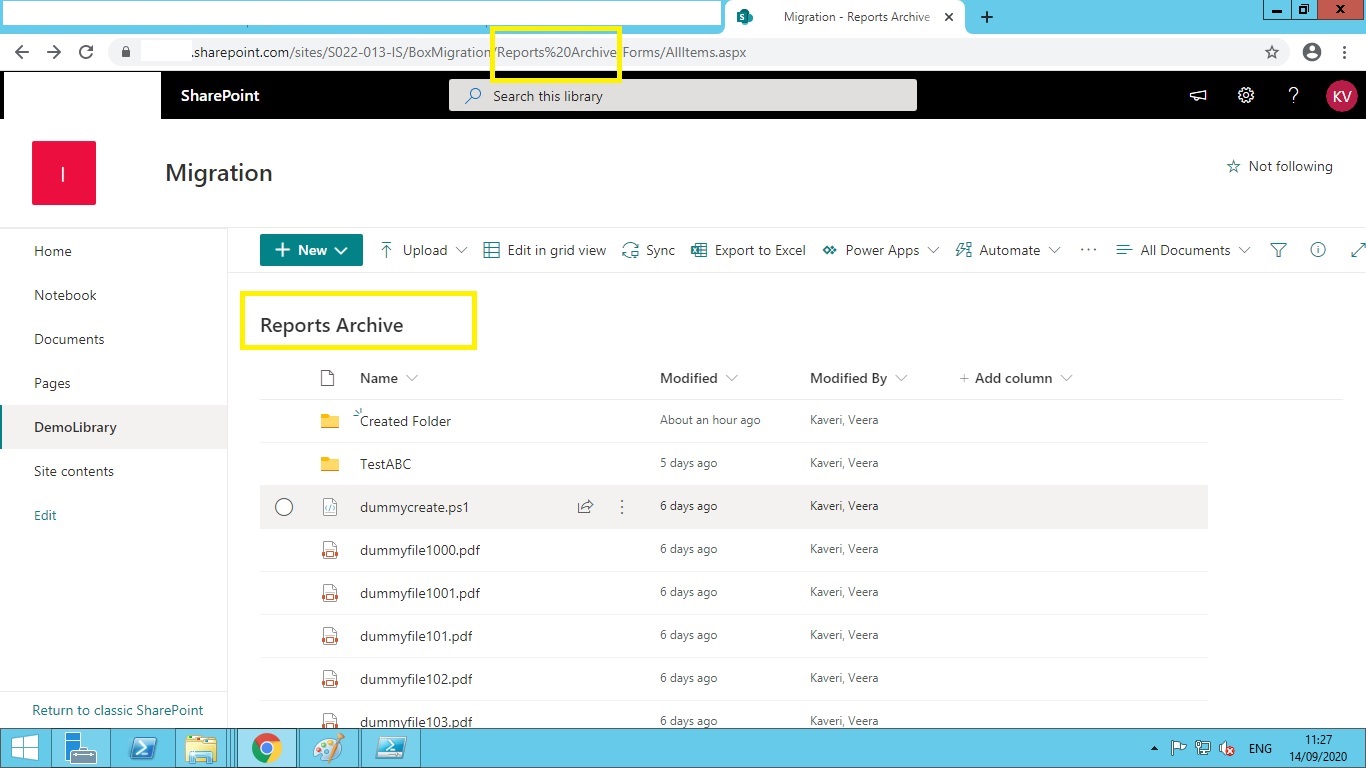 S Migration - Reports Archive
.sharepoint.com/sites/S022-013-IS/BoxMigration/Reports%20Archive/Forms/AllItems.aspx
SharePoint Search this library ? KV
I Migration Not following
Home
Notebook
Documents
Pages
DemoLibrary
Site contents
Edit
Return to classic SharePoint
+ New Upload Edit in grid view Sync Export to Excel Power Apps Automate ... All Documents
Reports Archive
Name Modified Modified By + Add column
Created Folder About an hour ago Kaveri, Veera
TestABC 5 days ago Kaveri, Veera
dummycreate.ps1 6 days ago Kaveri, Veera
dummyfile1000.pdf 6 days ago Kaveri, Veera
dummyfile1001.pdf 6 days ago Kaveri, Veera
dummyfile101.pdf 6 days ago Kaveri, Veera
dummyfile102.pdf 6 days ago Kaveri, Veera
dummyfile103.pdf 6 days ago Kaveri, Veera
ENG 11:27
14/09/2020